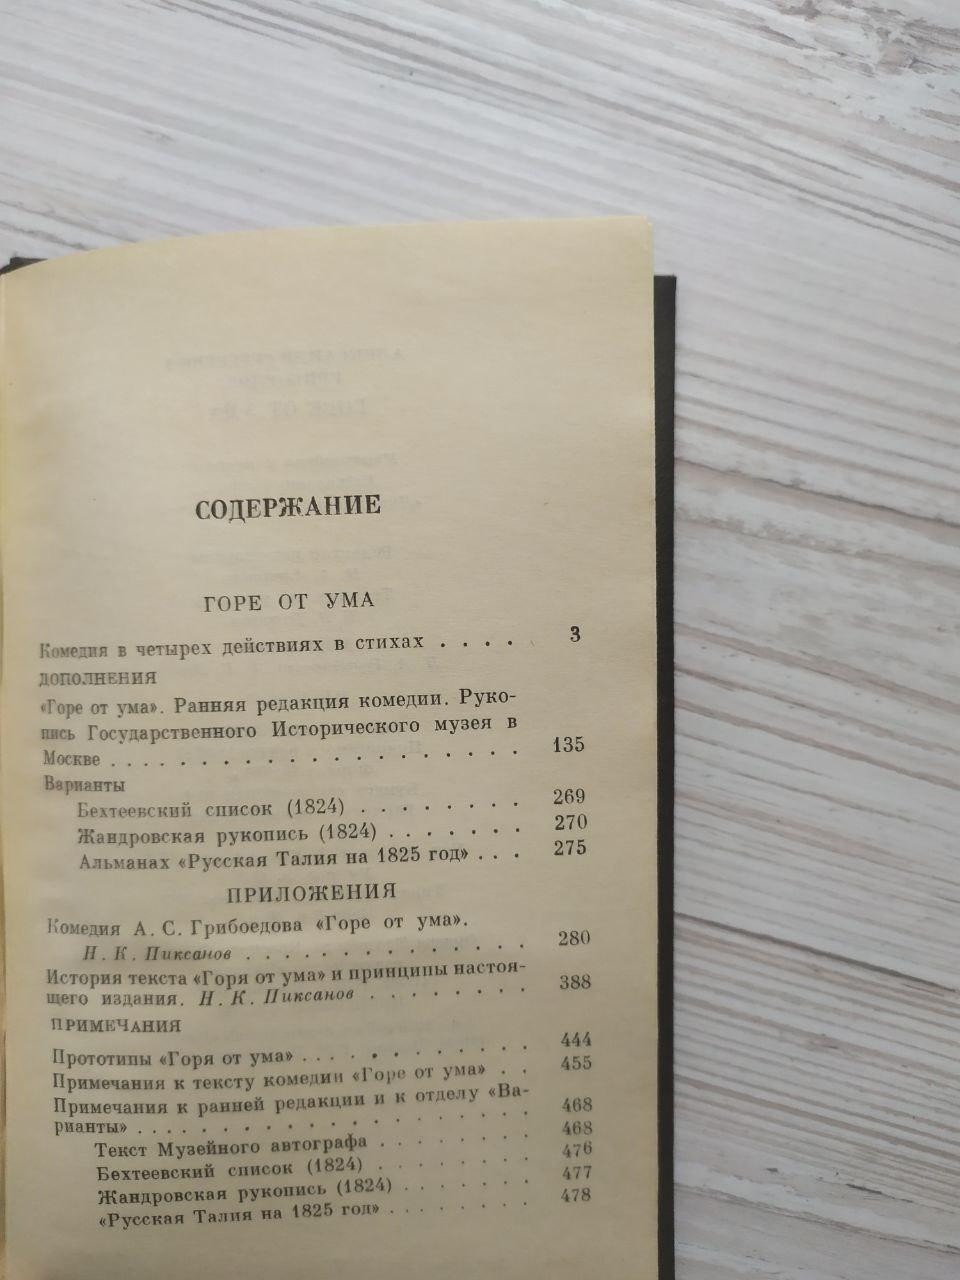 СОДЕРЖАНИЕ
ГОРЕ ОТ УМА
Комедия в четырех действиях в стихах . . . . 3
ДОПОЛНЕНИЯ
«Горе от ума». Ранняя редакция комедии. Руко-
пись Государственного Исторического музея в
Москве . . . . . . . . . . . . . . . . . . . 135
Варианты
Бехтеевский список (1824) . . . . . . . . 269
Жандровская рукопись (1824) . . . . . . . 270
Альманах «Русская Талия на 1825 год» . . . 275
ПРИЛОЖЕНИЯ
Комедия А. С. Грибоедова «Горе от ума».
Н. К. Пиксанов . . . . . . . . . . . . . . 280
История текста «Горя от ума» и принципы настоя-
щего издания. Н. К. Пиксанов . . . . . . . . 388
ПРИМЕЧАНИЯ
Прототипы «Горя от ума» . . . . . . . . . . . . . 444
Примечания к тексту комедии «Горе от ума» . . 455
Примечания к ранней редакции и к отделу «Ва-
рианты» . . . . . . . . . . . . . . . . . . 468
Текст Музейного автографа . . . . . . . . 468
Бехтеевский список (1824) . . . . . . . . 476
Жандровская рукопись (1824) . . . . . . . 477
«Русская Талия на 1825 год» . . . . . . . . 478